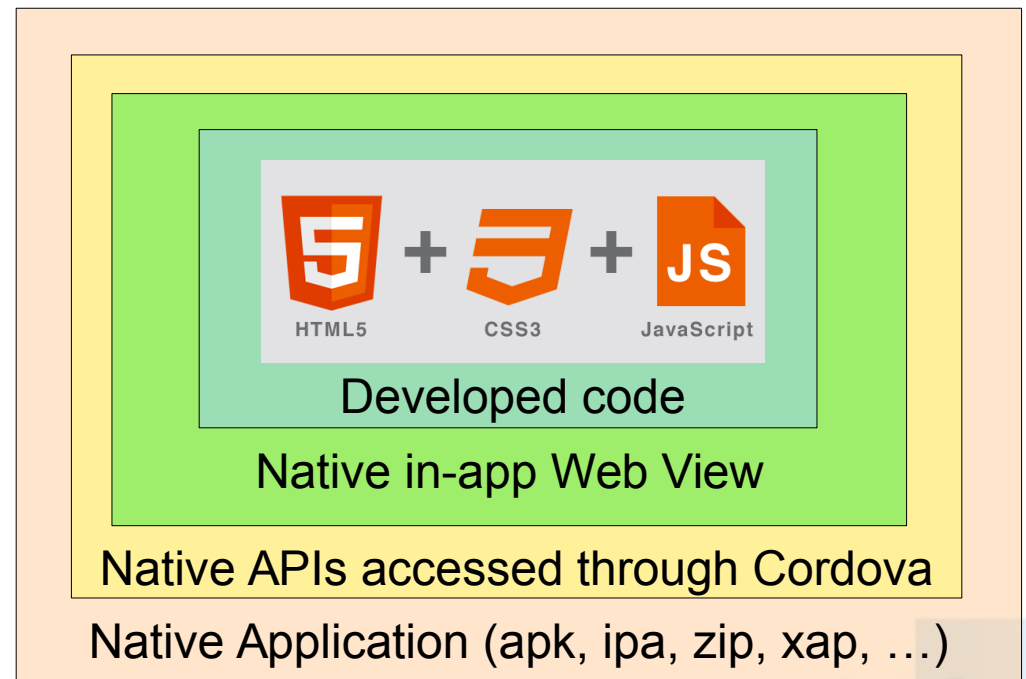 5 + 3 + JS
HTML5 CSS3 JavaScript
Developed code
Native in-app Web View
Native APIs accessed through Cordova
Native Application (apk, ipa, zip, xap, …)